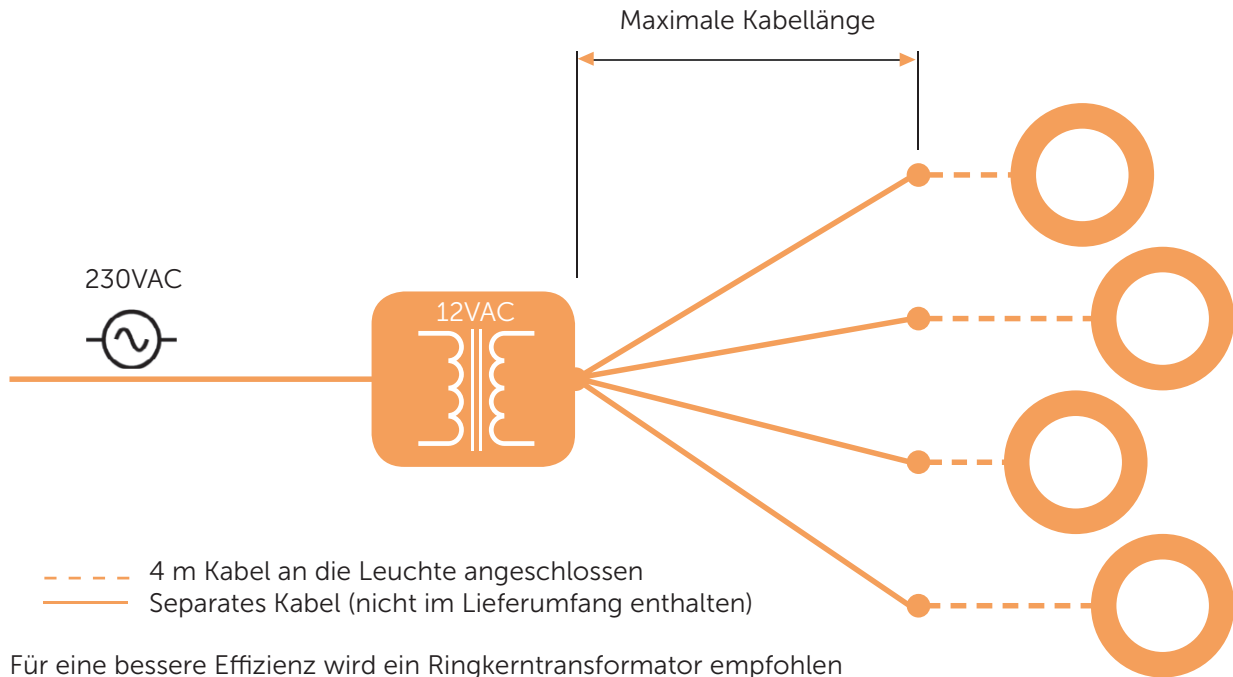 Maximale Kabellänge
230VAC
12VAC
4 m Kabel an die Leuchte angeschlossen
Separates Kabel (nicht im Lieferumfang enthalten)
Für eine bessere Effizienz wird ein Ringkerntransformator empfohlen